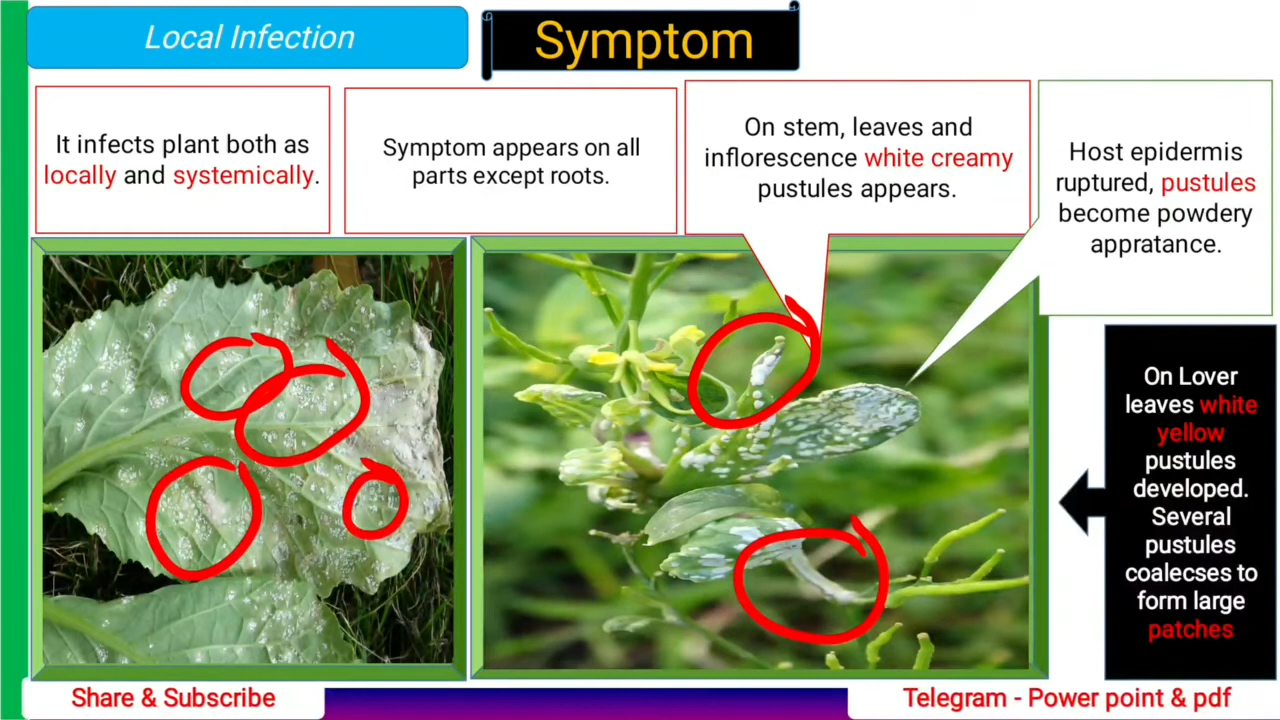 Local Infection
Symptom
It infects plant both as
locally and systemically.
Symptom appears on all
parts except roots.
On stem, leaves and
inflorescence white creamy
pustules appears.
Host epidermis
ruptured, pustules
become powdery
appratance.
On Lover
leaves white
yellow
pustules
developed.
Several
pustules
coalecses to
form large
patches
Share & Subscribe
Telegram - Power point & pdf